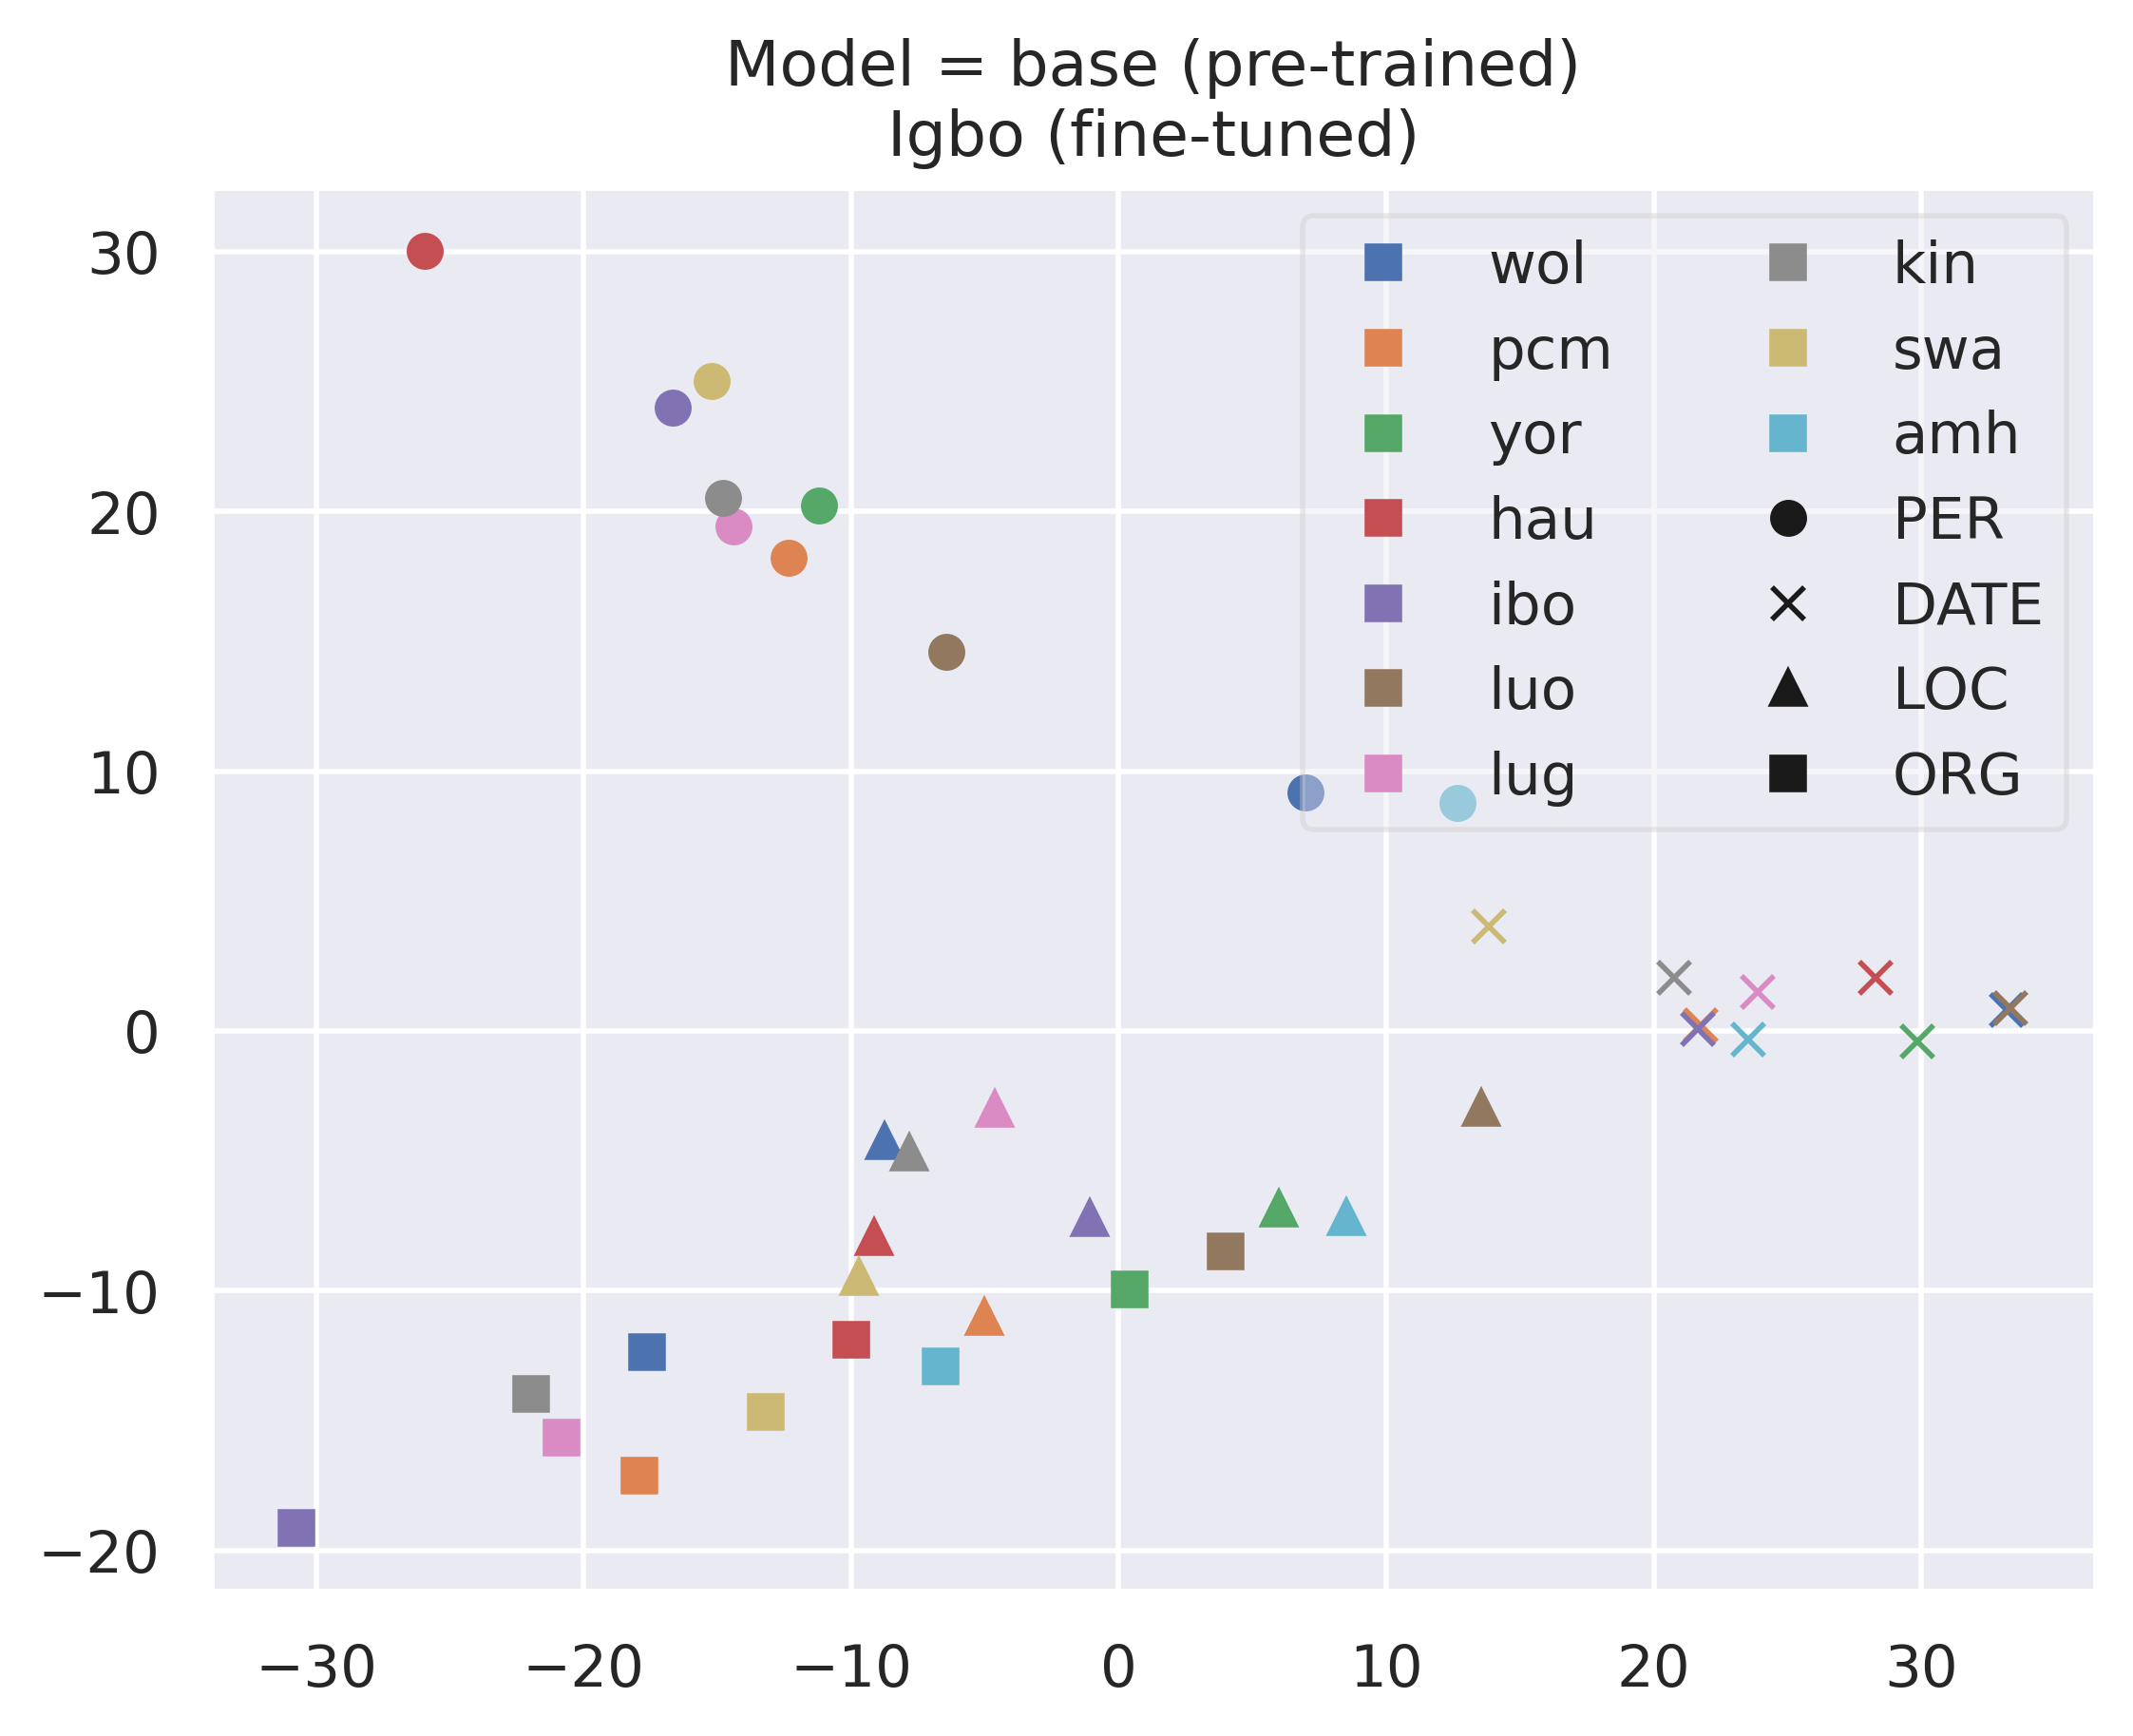 Model = base (pre-trained)
Igbo (fine-tuned)
30
20
10
0
−10
−20
−30
−20
−10
0
10
20
30
wol
pcm
yor
hau
ibo
luo
lug
kin
swa
amh
PER
DATE
LOC
ORG